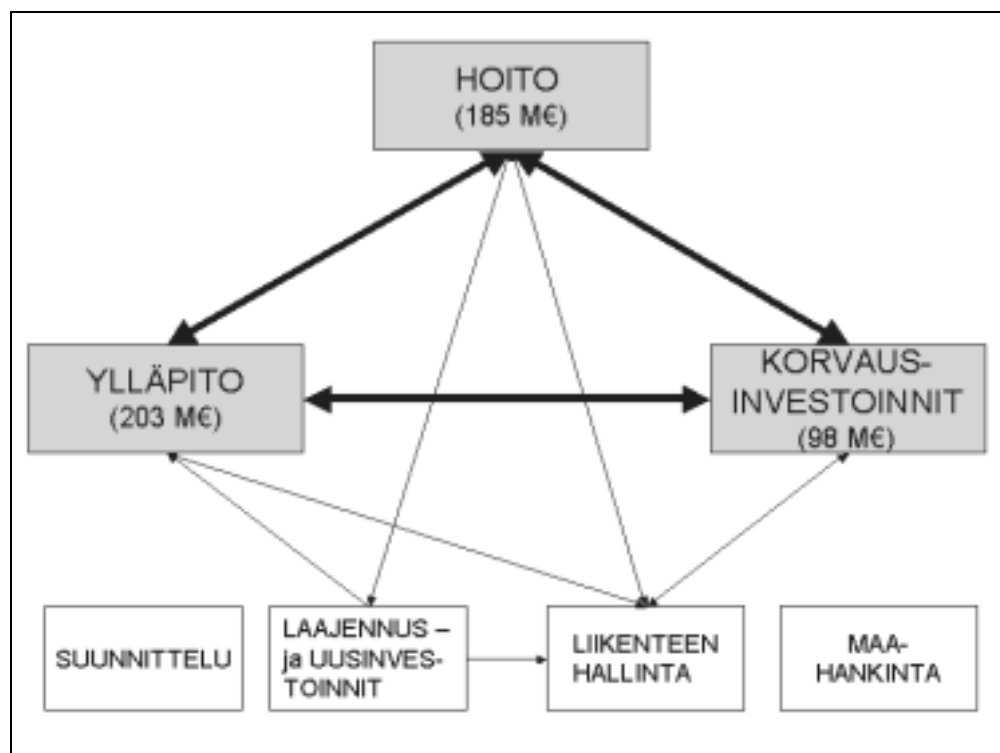 HOITO
(185 M€)
YLLÄPITO
(203 M€)
KORVAUS-
INVESTOINNIT
(98 M€)
SUUNNITTELU
LAAJENNUS –
ja UUSINVES-
TOINNIT
LIIKENTEEN
HALLINTA
MAA-
HANKINTA